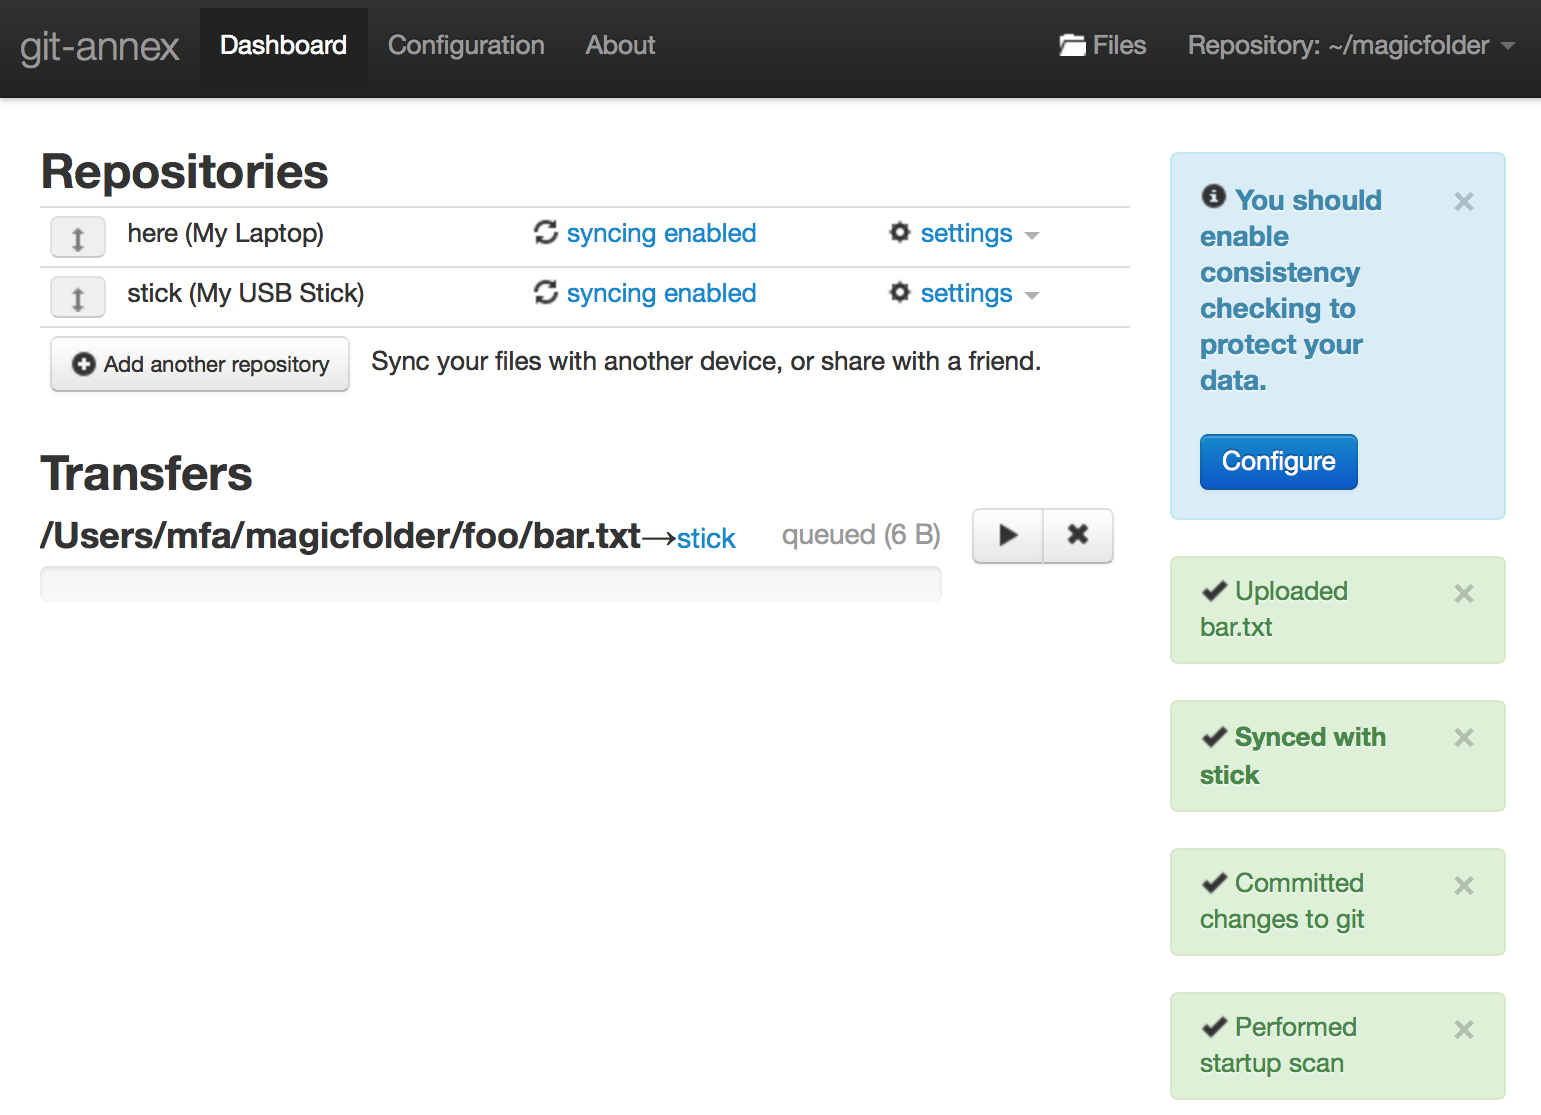 git-annex Dashboard Configuration About Files Repository: ~/magicfolder
Repositories
here (My Laptop) syncing enabled settings
stick (My USB Stick) syncing enabled settings
Add another repository Sync your files with another device, or share with a friend.
Transfers
/Users/mfa/magicfolder/foo/bar.txt→stick queued (6 B)
You should
enable
consistency
checking to
protect your
data.
Configure
Uploaded
bar.txt
Synced with
stick
Committed
changes to git
Performed
startup scan